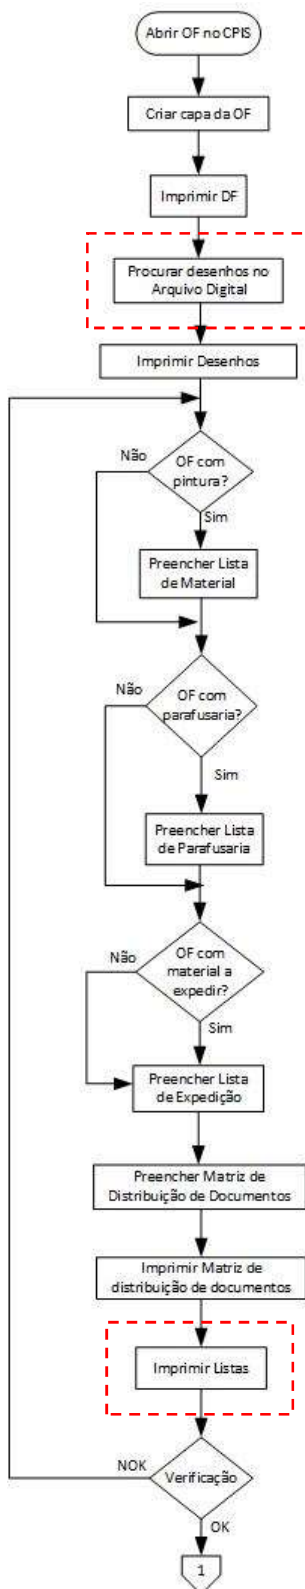 Abrir OF no CPIS
Criar capa da OF
Imprimir DF
Procurar desenhos no
Arquivo Digital
Imprimir Desenhos
Não
OF com
pintura?
Sim
Preencher Lista
de Material
Não
OF com
parafusaria?
Sim
Preencher Lista
de Parafusaria
Não
OF com
material a
expedir?
Sim
Preencher Lista
de Expedição
Preencher Matriz de
Distribuição de Documentos
Imprimir Matriz de
distribuição de documentos
Imprimir Listas
NOK
Verificação
OK
1